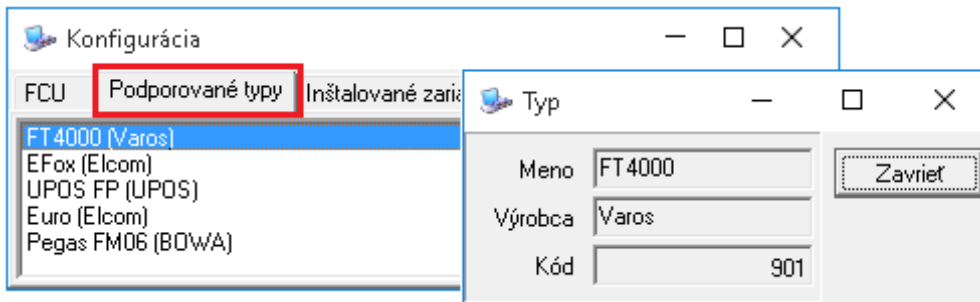 Konfigurácia
FCU Podporované typy Inštalované
FT4000 (Varos)
EFox (Elcom)
UPOS FP (UPOS)
Euro (Elcom)
Pegas FM06 (BOWA)
Typ
Meno FT4000
Zavrieť
Výrobca Varos
Kód 901